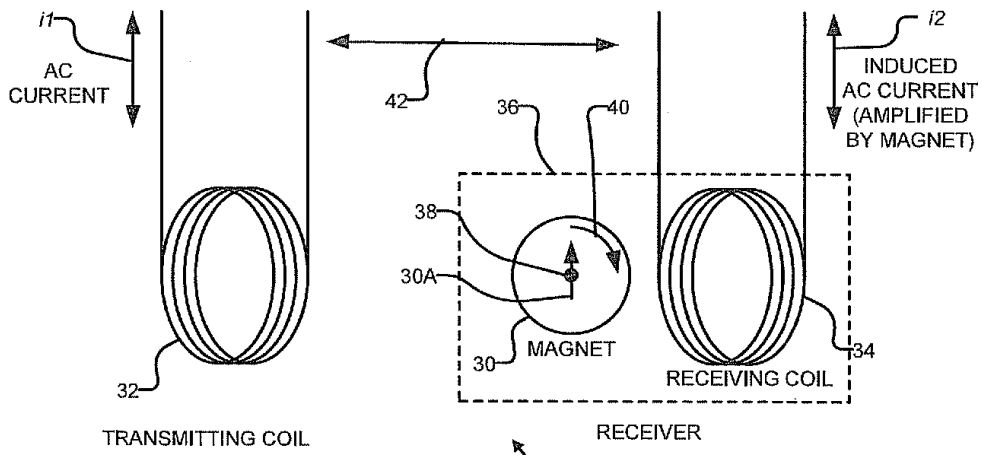 i1
AC
CURRENT
42
36
40
i2
INDUCED
AC CURRENT
(AMPLIFIED
BY MAGNET)
38
30A
30
MAGNET
32
34
RECEIVING COIL
TRANSMITTING COIL
RECEIVER